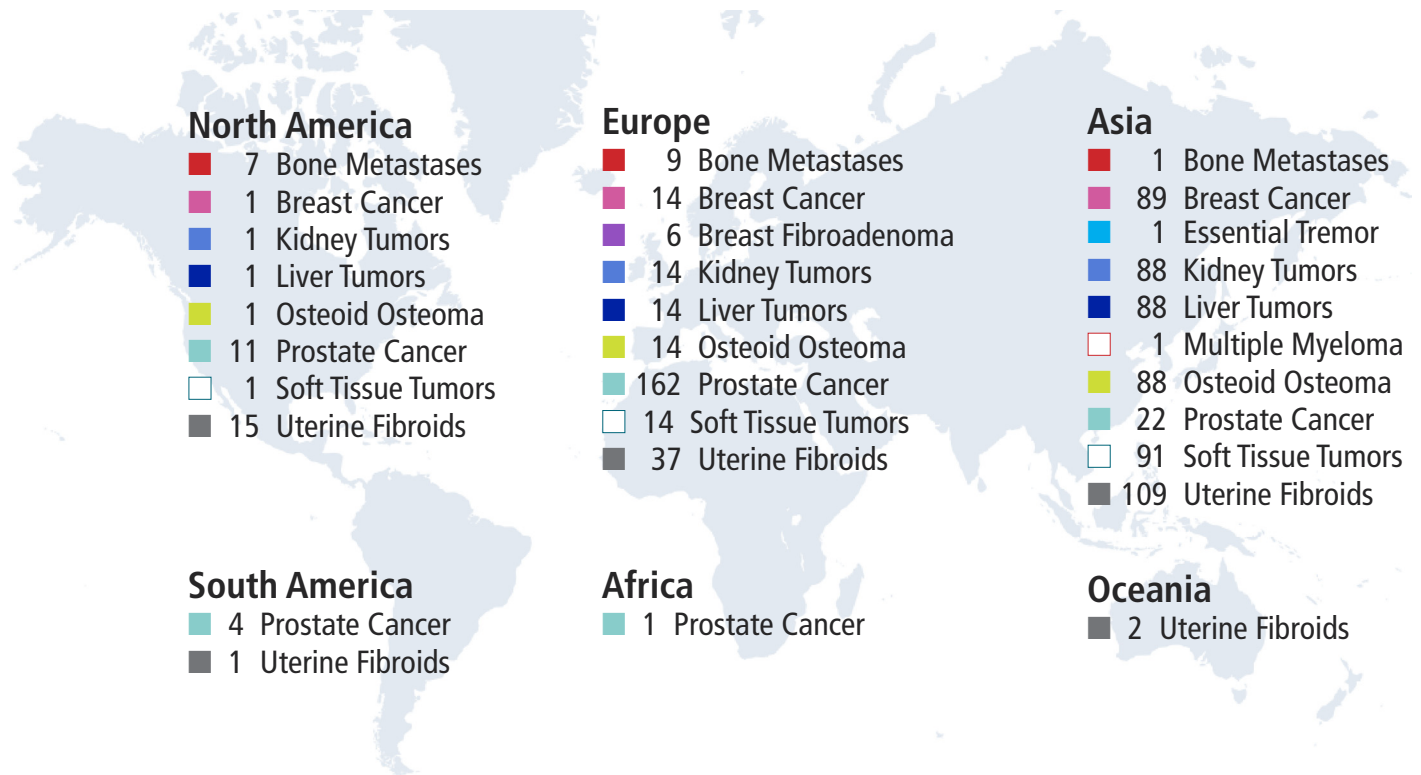 North America
7 Bone Metastases
1 Breast Cancer
1 Kidney Tumors
1 Liver Tumors
1 Osteoid Osteoma
11 Prostate Cancer
1 Soft Tissue Tumors
15 Uterine Fibroids
Europe
9 Bone Metastases
14 Breast Cancer
6 Breast Fibroadenoma
14 Kidney Tumors
14 Liver Tumors
14 Osteoid Osteoma
162 Prostate Cancer
14 Soft Tissue Tumors
37 Uterine Fibroids
Asia
1 Bone Metastases
89 Breast Cancer
1 Essential Tremor
88 Kidney Tumors
88 Liver Tumors
1 Multiple Myeloma
88 Osteoid Osteoma
22 Prostate Cancer
91 Soft Tissue Tumors
109 Uterine Fibroids
South America
4 Prostate Cancer
1 Uterine Fibroids
Africa
1 Prostate Cancer
Oceania
2 Uterine Fibroids